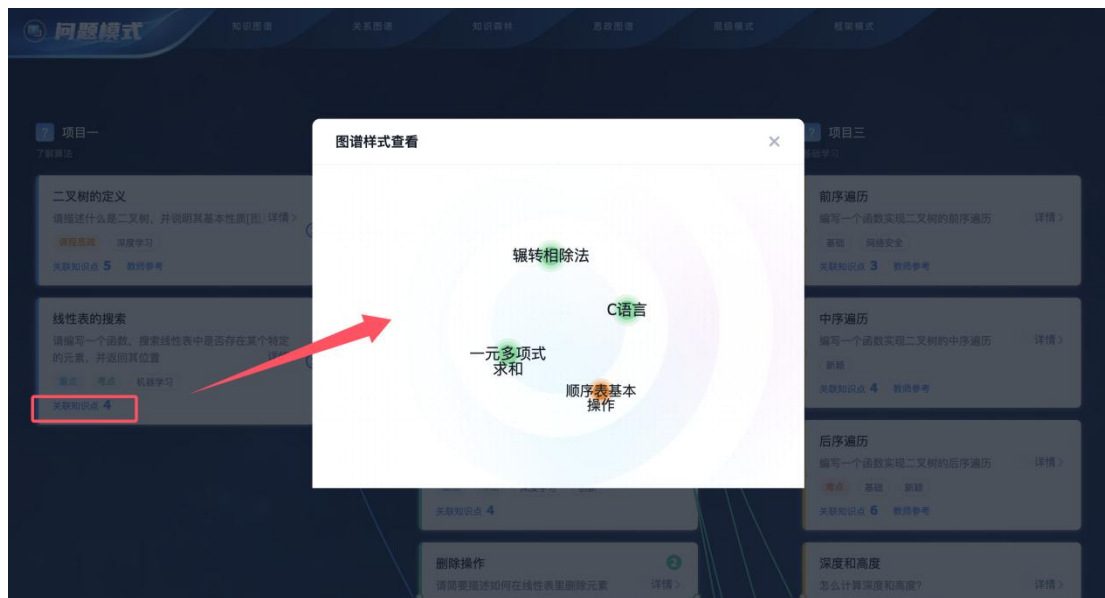 问题模式
知识图谱
关系图谱
知识森林
思政图谱
层级模式
框架模式
项目一
了解算法
二叉树的定义
请描述什么是二叉树，并说明其基本性质[图. 详情>
课程思政 深度学习
关联知识点 5 教师参考
线性表的搜索
请编写一个函数，搜索线性表中是否存在某个特定
的元素，并返回其位置
重点 考点 机器学习
关联知识点 4
图谱样式查看
辗转相除法
C语言
一元多项式
求和
顺序表基本
操作
关联知识点 4
删除操作
2
请简要描述如何在线性表里删除元素 详情>
项目三
基础学习
前序遍历
编写一个函数实现二叉树的前序遍历 详情>
基础 网络安全
关联知识点 3 教师参考
中序遍历
编写一个函数实现二叉树的中序遍历 详情>
新题
关联知识点 4 教师参考
后序遍历
编写一个函数实现二叉树的后序遍历 详情>
难点 基础 新题
关联知识点 6 教师参考
深度和高度
怎么计算深度和高度? 详情>